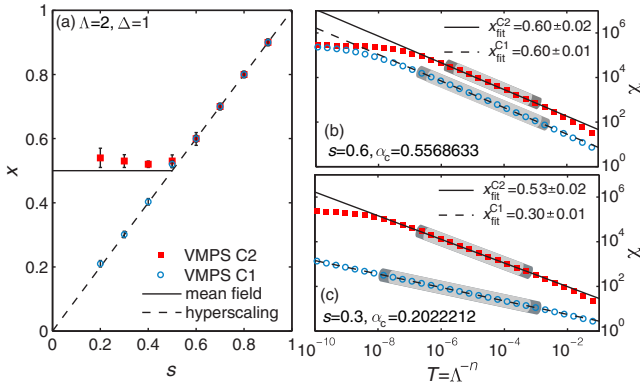 (a) Λ=2, Δ=1
1
0.8
0.6
0.4
0.2
0
x
0 0.2 0.4 0.6 0.8 1
s
VMPS C2
VMPS C1
mean field
hyperscaling
x_fit^C2=0.60±0.02
x_fit^C1=0.60±0.01
(b)
s=0.6, α_c=0.5568633
10^6
10^4
10^2
10^0
χ
x_fit^C2=0.53±0.02
x_fit^C1=0.30±0.01
(c)
s=0.3, α_c=0.2022212
10^6
10^4
10^2
10^0
χ
10^-10 10^-8 10^-6 10^-4 10^-2 10^0
T=Λ^-n